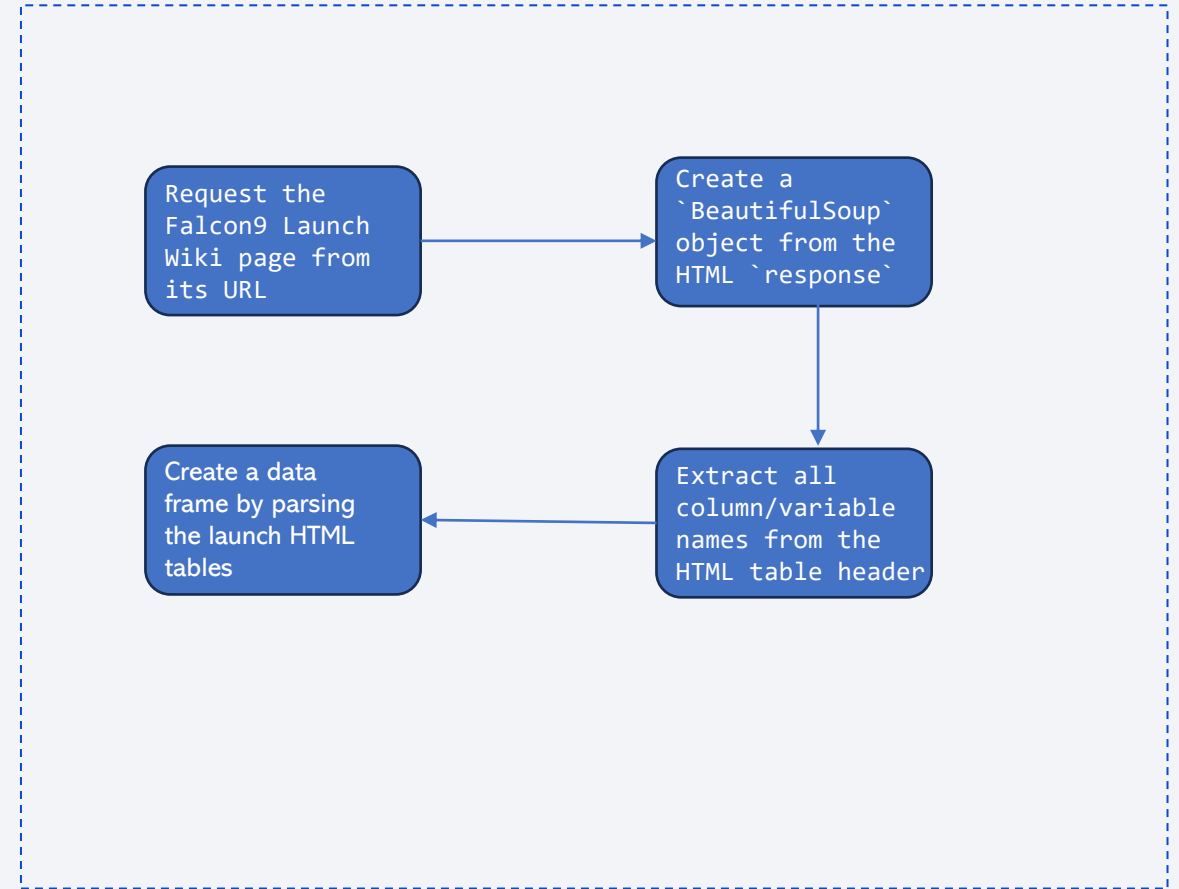 Request the
Falcon9 Launch
Wiki page from
its URL
Create a
`BeautifulSoup`
object from the
HTML `response`
Extract all
column/variable
names from the
HTML table header
Create a data
frame by parsing
the launch HTML
tables